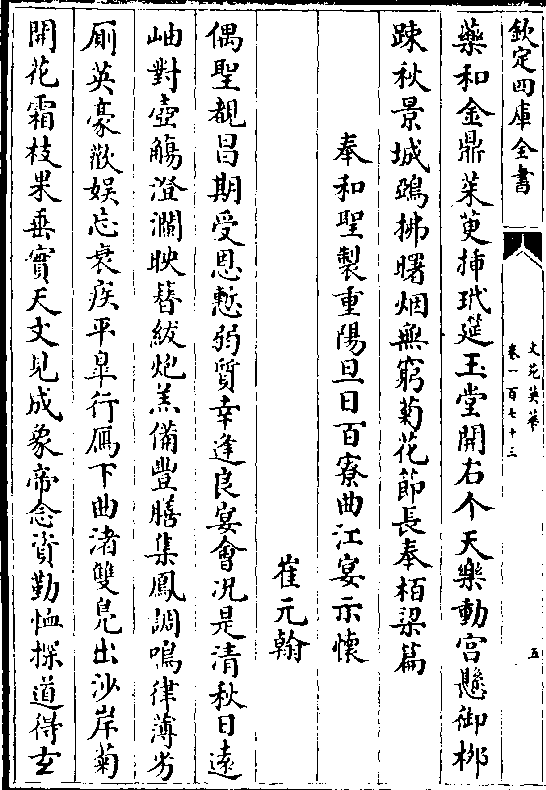 欽定四庫全書
文苑英華
卷一百七十三
五
藥和金鼎茱萸揷玳筵玉堂開右个天樂動宫懸御栁
踈秋景城鵶拂曙烟無窮菊花節長奉栢梁篇
奉和聖製重陽旦日百寮曲江宴示懷
崔元翰
偶聖覩昌期受恩慙弱質幸逢良宴會況是清秋日遠
岫對壺觴澄瀾映簮紱炮羔備豐膳集鳳調鳴律薄劣
厠英豪歡娱忘衰疾平臯行鴈下曲渚雙鳬出沙岸菊
開花霜枝果垂實天文見成象帝念資勤恤探道得玄